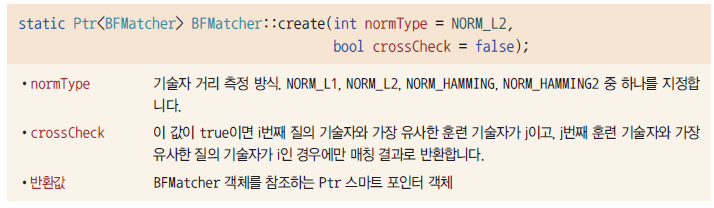 static Ptr<BFMatcher> BFMatcher::create(int normType = NORM_L2,
bool crossCheck = false);
• normType 기술자 거리 측정 방식. NORM_L1, NORM_L2, NORM_HAMMING, NORM_HAMMING2 중 하나를 지정합
니다.
• crossCheck 이 값이 true이면 i번째 질의 기술자와 가장 유사한 훈련 기술자가 j이고, j번째 훈련 기술자와 가장
유사한 질의 기술자가 i인 경우에만 매칭 결과로 반환합니다.
• 반환값 BFMatcher 객체를 참조하는 Ptr 스마트 포인터 객체